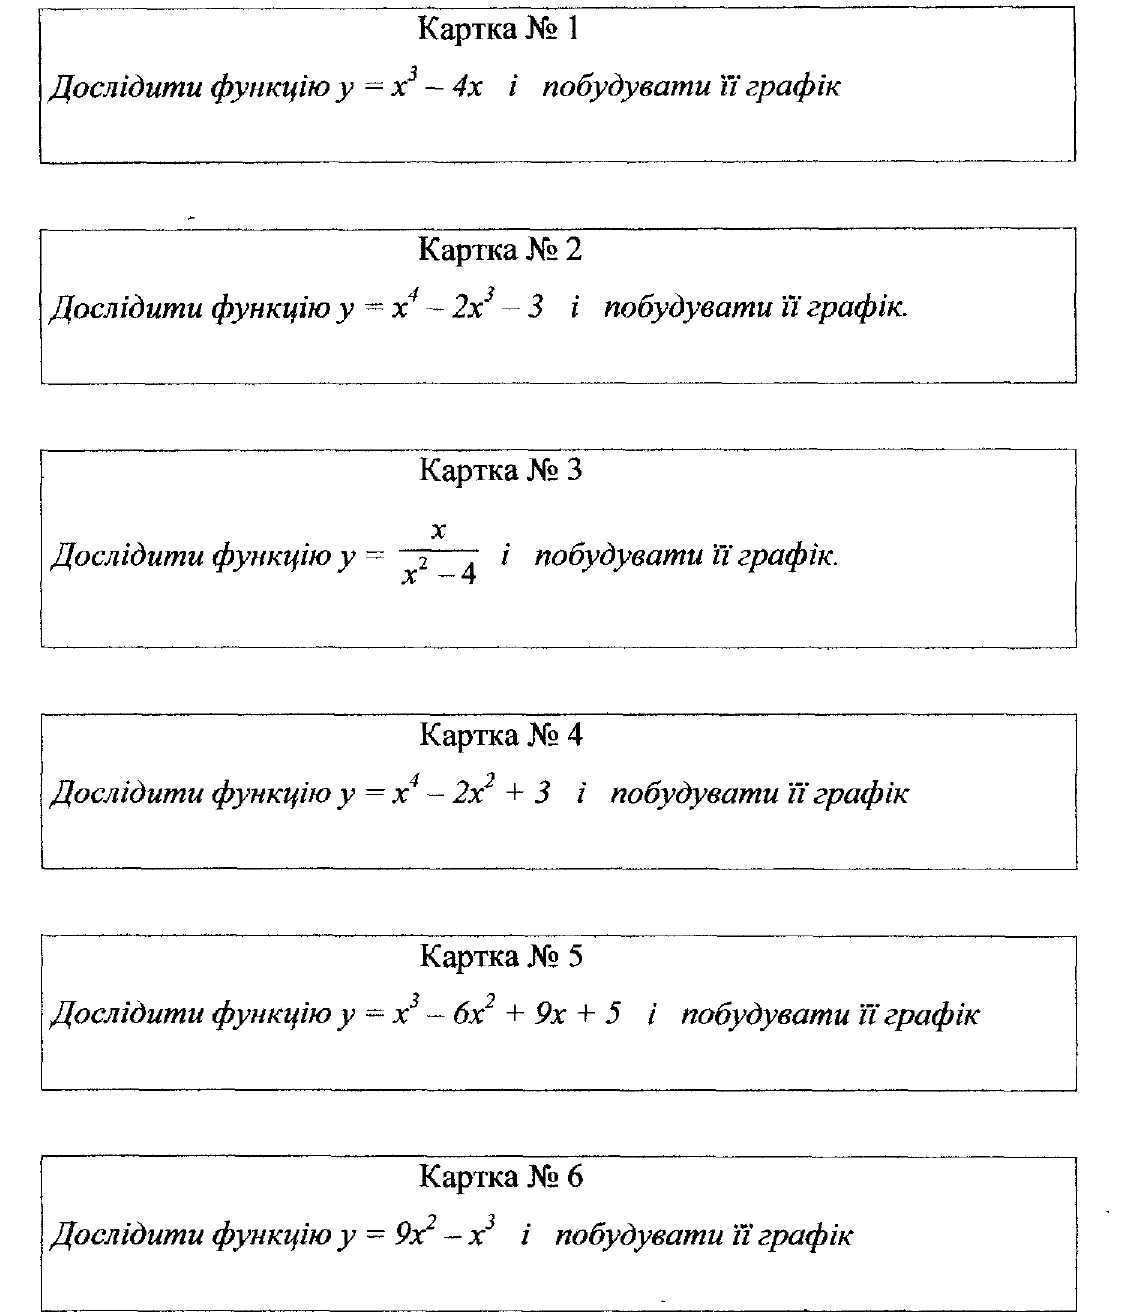 Картка № 1
Дослідити функцію y = x³ – 4x і побудувати її графік
Картка № 2
Дослідити функцію y = x⁴ – 2x³ – 3 і побудувати її графік.
Картка № 3
Дослідити функцію y = x / (x² – 4) і побудувати її графік.
Картка № 4
Дослідити функцію y = x⁴ – 2x² + 3 і побудувати її графік
Картка № 5
Дослідити функцію y = x³ – 6x² + 9x + 5 і побудувати її графік
Картка № 6
Дослідити функцію y = 9x² – x³ і побудувати її графік